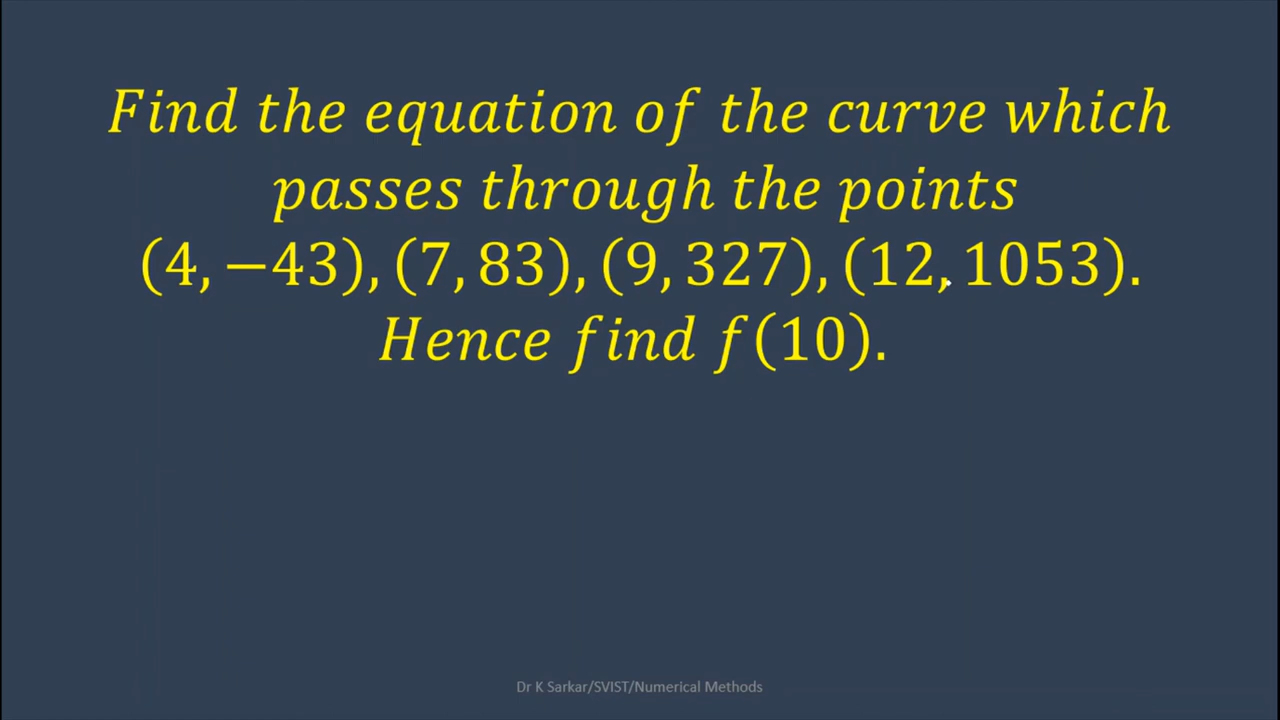 Find the equation of the curve which
passes through the points
(4, −43), (7, 83), (9, 327), (12, 1053).
Hence find f(10).
Dr K Sarkar/SVIST/Numerical Methods